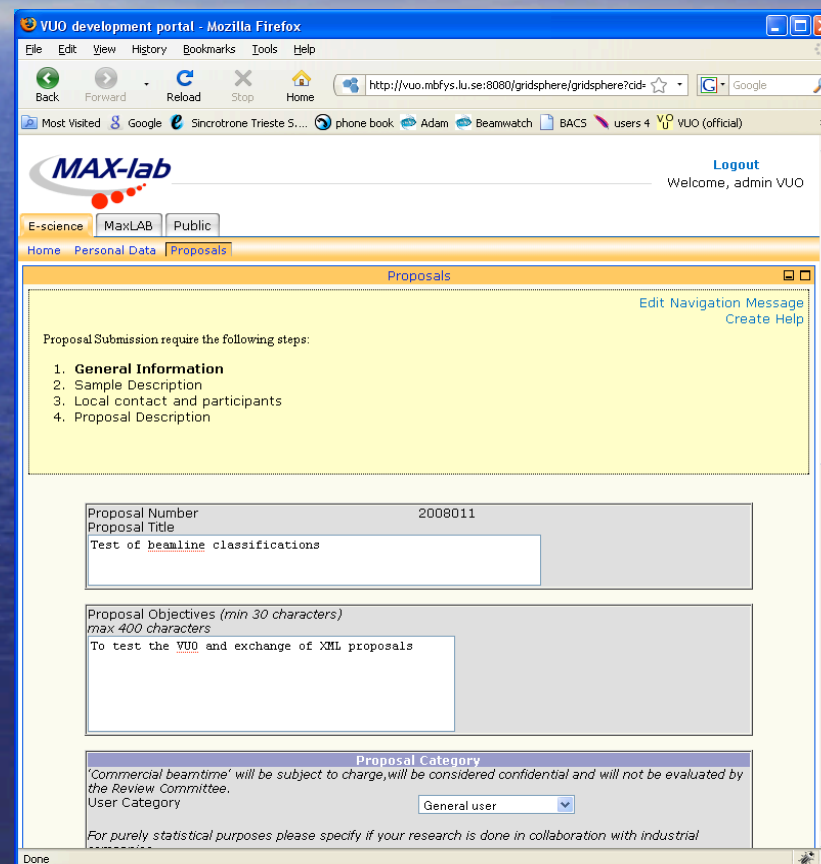 VUO development portal - Mozilla Firefox
File Edit View History Bookmarks Tools Help
Back Forward Reload Stop Home http://vuo.mbfys.lu.se:8080/gridsphere/gridsphere?cid= G Google
Most Visited Google Sincrotrone Trieste S.... phone book Adam Beamwatch BACS users 4 VUO VUO (official)
MAX-lab
Logout
Welcome, admin VUO
E-science MaxLAB Public
Home Personal Data Proposals
Proposals
Edit Navigation Message
Create Help
Proposal Submission require the following steps:
1. General Information
2. Sample Description
3. Local contact and participants
4. Proposal Description
Proposal Number 2008011
Proposal Title
Test of beamline classifications
Proposal Objectives (min 30 characters)
max 400 characters
To test the VUO and exchange of XML proposals
Proposal Category
'Commercial beamtime' will be subject to charge,will be considered confidential and will not be evaluated by
the Review Committee.
User Category General user
For purely statistical purposes please specify if your research is done in collaboration with industrial
Done